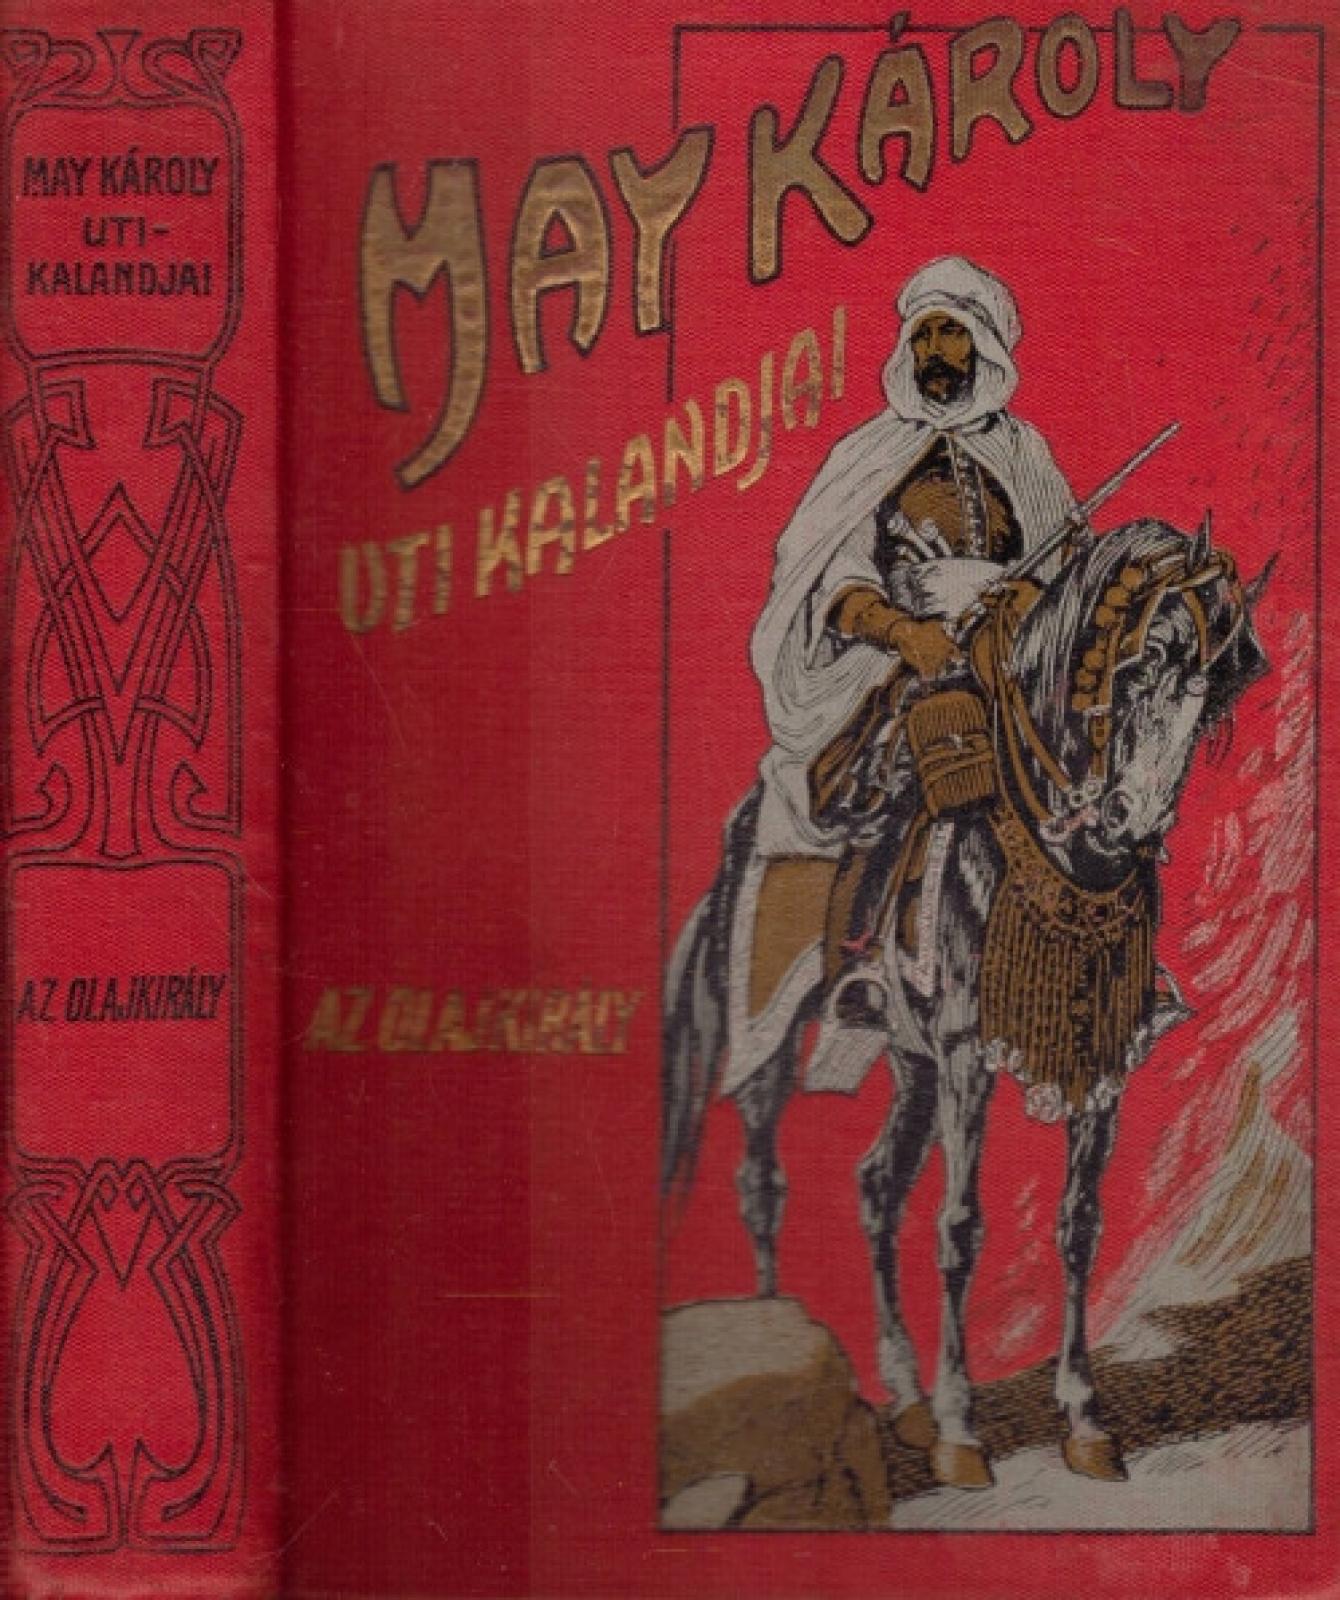 MAY KÁROLY
UTI-
KALANDJAI
AZ OLAJKIRÁLY
MAY KÁROLY
UTI KALANDJAI
AZ OLAJKIRÁLY